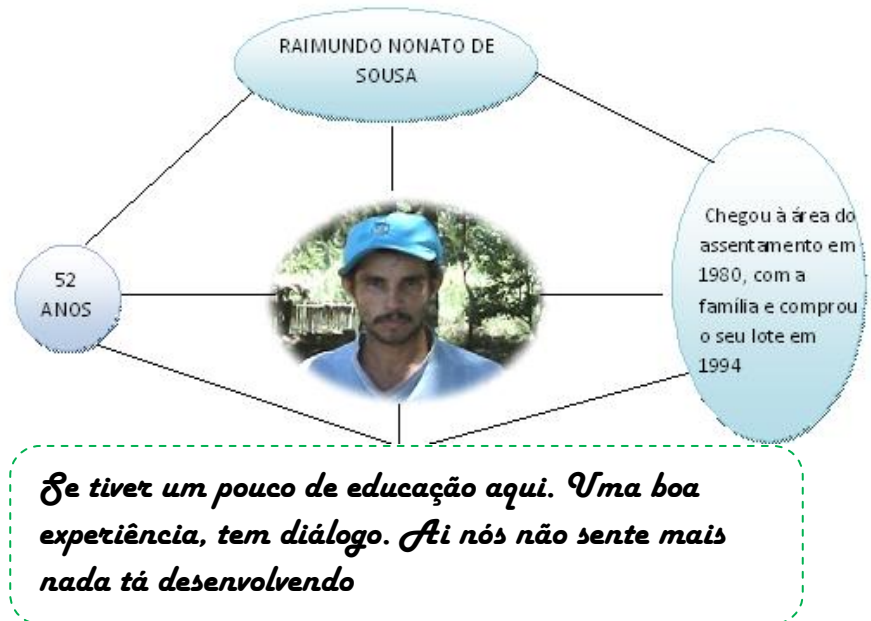 RAIMUNDO NONATO DE
SOUSA
52
ANOS
Chegou à área do
assentamento em
1980, com a
família e comprou
o seu lote em
1994
Se tiver um pouco de educação aqui. Uma boa
experiência, tem diálogo. Ai nós não sente mais
nada tá desenvolvendo